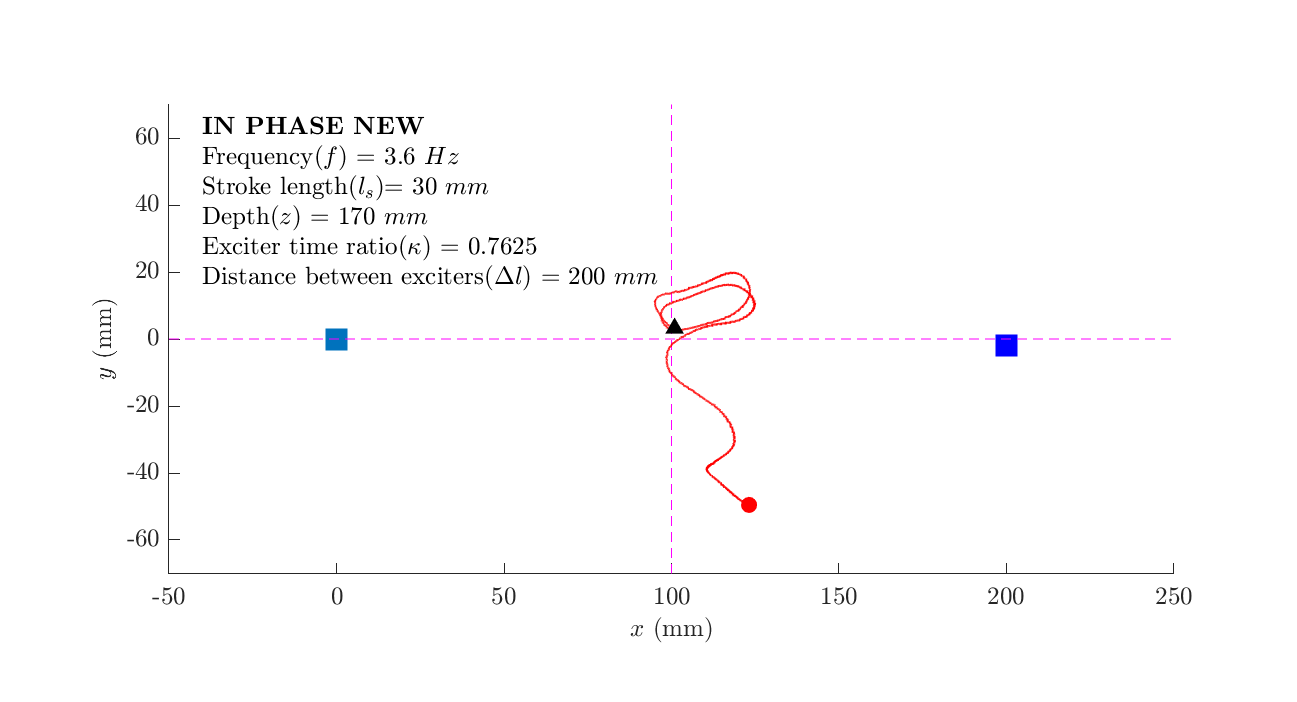 IN PHASE NEW
Frequency(f) = 3.6 Hz
Stroke length(lₛ)= 30 mm
Depth(z) = 170 mm
Exciter time ratio(κ) = 0.7625
Distance between exciters(Δl) = 200 mm
60
40
20
0
-20
-40
-60
y (mm)
-50 0 50 100 150 200 250
x (mm)